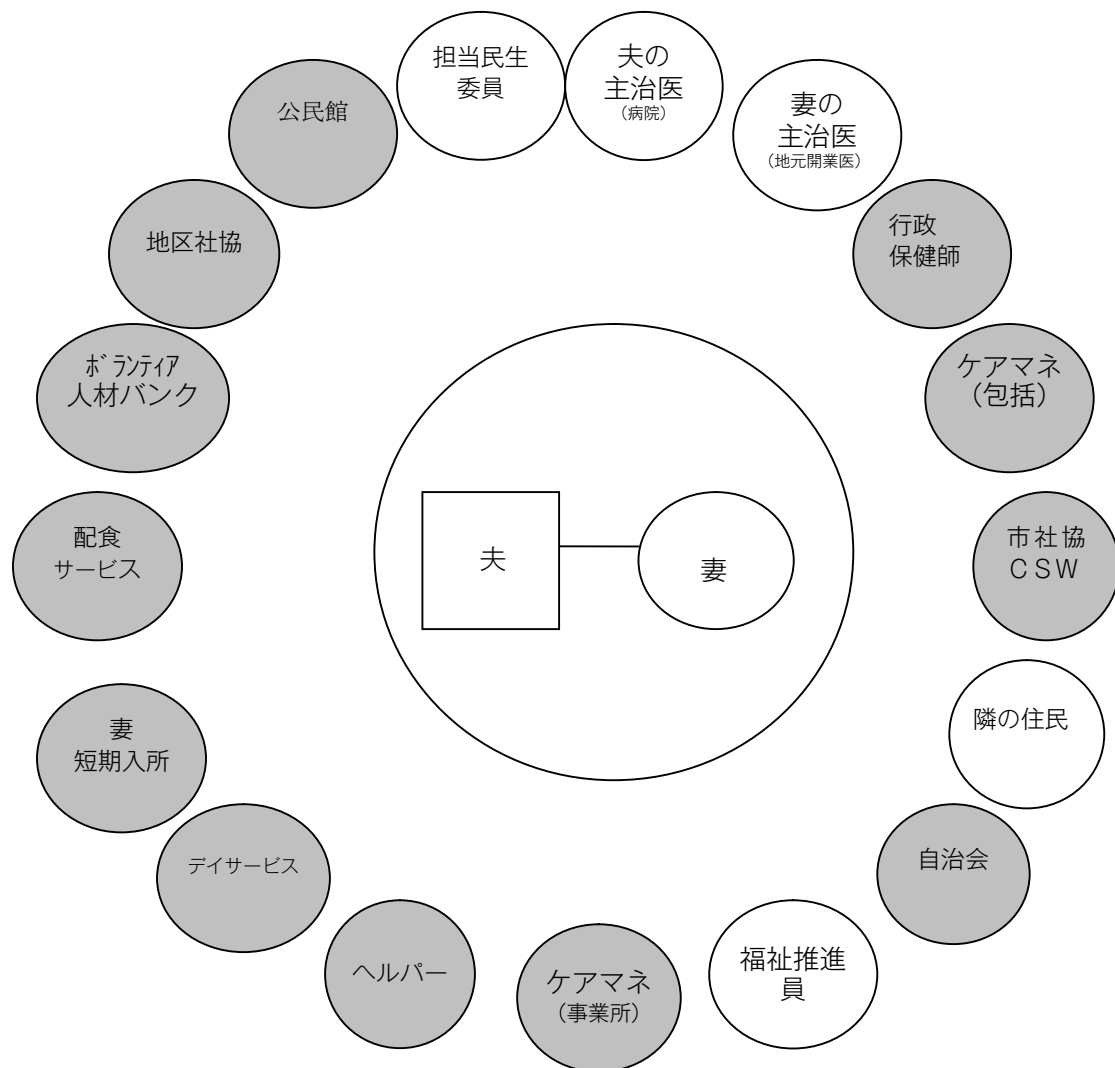 担当民生
委員
夫の
主治医
（病院）
妻の
主治医
（地元開業医）
行政
保健師
ケアマネ
（包括）
市社協
ＣＳＷ
隣の住民
自治会
福祉推進
員
ケアマネ
（事業所）
ヘルパー
デイサービス
妻
短期入所
配食
サービス
ﾎﾞﾗﾝﾃｨｱ
人材バンク
地区社協
公民館
夫
妻